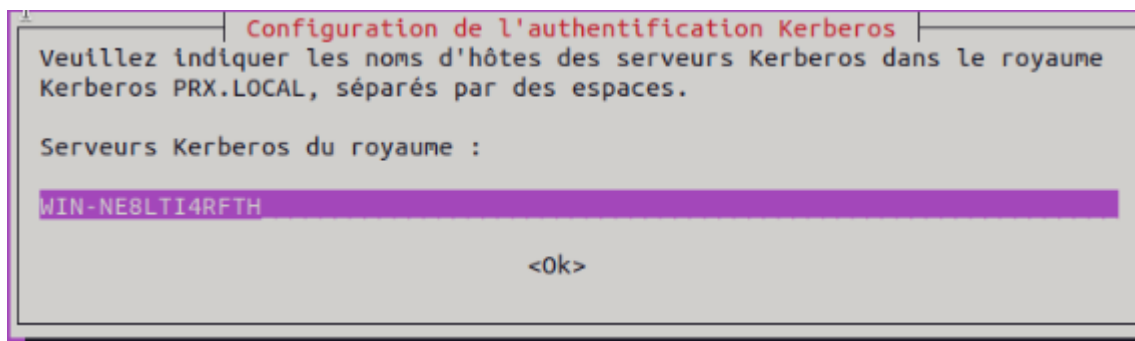 Configuration de l'authentification Kerberos
Veuillez indiquer les noms d'hôtes des serveurs Kerberos dans le royaume
Kerberos PRX.LOCAL, séparés par des espaces.
Serveurs Kerberos du royaume :
WIN-NE8LTI4RFTH
<Ok>